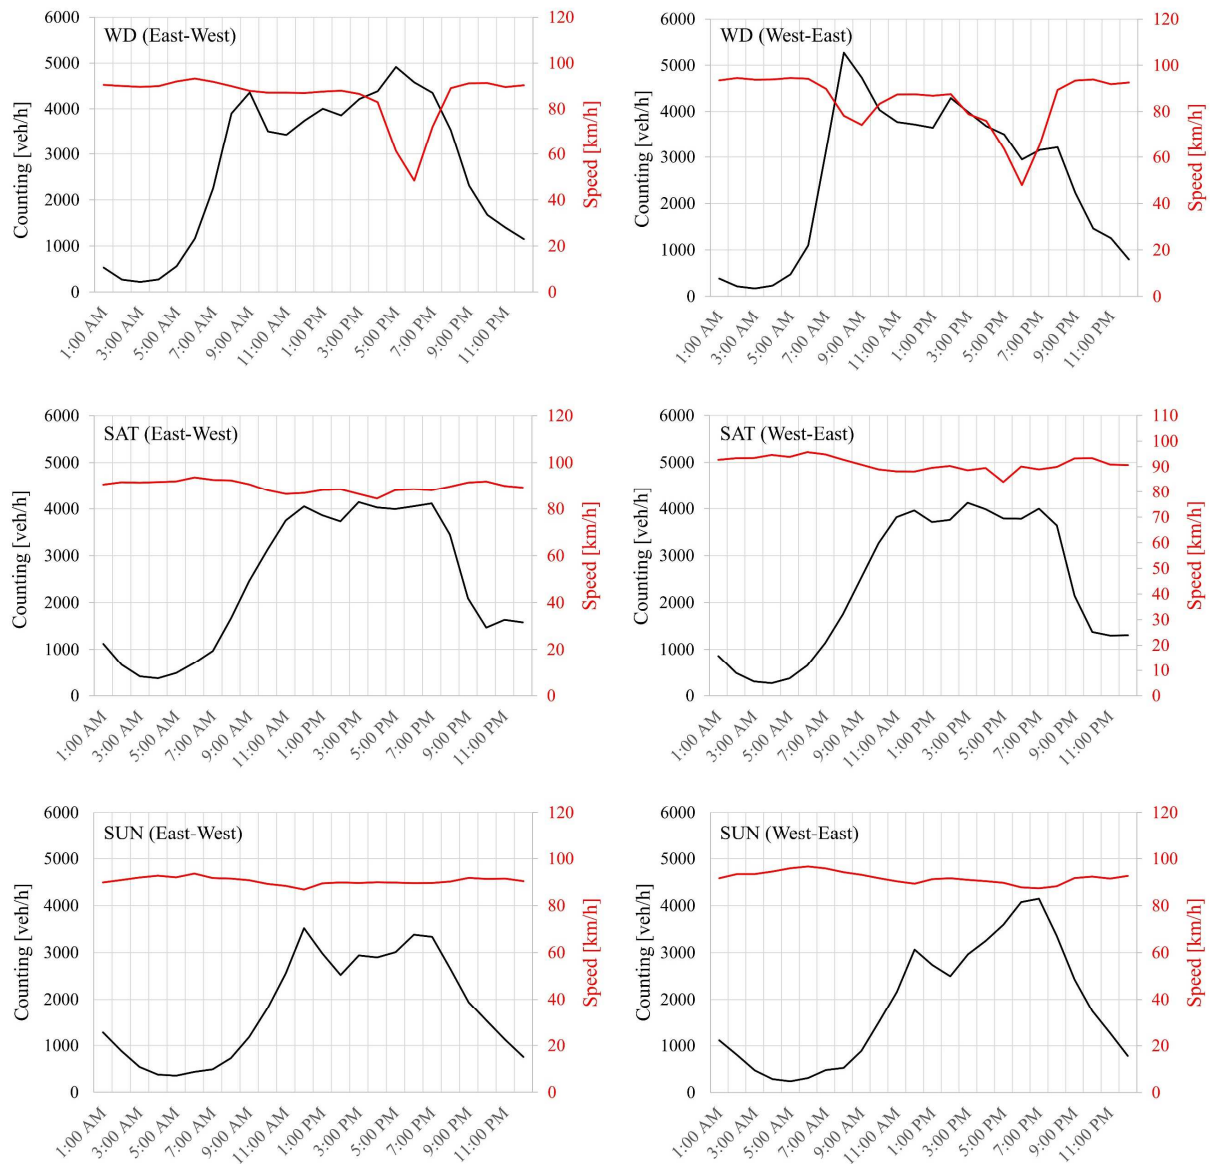 WD (East-West)
Counting [veh/h]
6000
5000
4000
3000
2000
1000
0
120
100
80
60
40
20
0
Speed [km/h]
1:00 AM
3:00 AM
5:00 AM
7:00 AM
9:00 AM
11:00 AM
1:00 PM
3:00 PM
5:00 PM
7:00 PM
9:00 PM
11:00 PM
WD (West-East)
Counting [veh/h]
6000
5000
4000
3000
2000
1000
0
120
100
80
60
40
20
0
Speed [km/h]
1:00 AM
3:00 AM
5:00 AM
7:00 AM
9:00 AM
11:00 AM
1:00 PM
3:00 PM
5:00 PM
7:00 PM
9:00 PM
11:00 PM
SAT (East-West)
Counting [veh/h]
6000
5000
4000
3000
2000
1000
0
120
100
80
60
40
20
0
Speed [km/h]
1:00 AM
3:00 AM
5:00 AM
7:00 AM
9:00 AM
11:00 AM
1:00 PM
3:00 PM
5:00 PM
7:00 PM
9:00 PM
11:00 PM
SAT (West-East)
Counting [veh/h]
6000
5000
4000
3000
2000
1000
0
110
100
90
80
70
60
50
40
30
20
10
0
Speed [km/h]
1:00 AM
3:00 AM
5:00 AM
7:00 AM
9:00 AM
11:00 AM
1:00 PM
3:00 PM
5:00 PM
7:00 PM
9:00 PM
11:00 PM
SUN (East-West)
Counting [veh/h]
6000
5000
4000
3000
2000
1000
0
120
100
80
60
40
20
0
Speed [km/h]
1:00 AM
3:00 AM
5:00 AM
7:00 AM
9:00 AM
11:00 AM
1:00 PM
3:00 PM
5:00 PM
7:00 PM
9:00 PM
11:00 PM
SUN (West-East)
Counting [veh/h]
6000
5000
4000
3000
2000
1000
0
120
100
80
60
40
20
0
Speed [km/h]
1:00 AM
3:00 AM
5:00 AM
7:00 AM
9:00 AM
11:00 AM
1:00 PM
3:00 PM
5:00 PM
7:00 PM
9:00 PM
11:00 PM